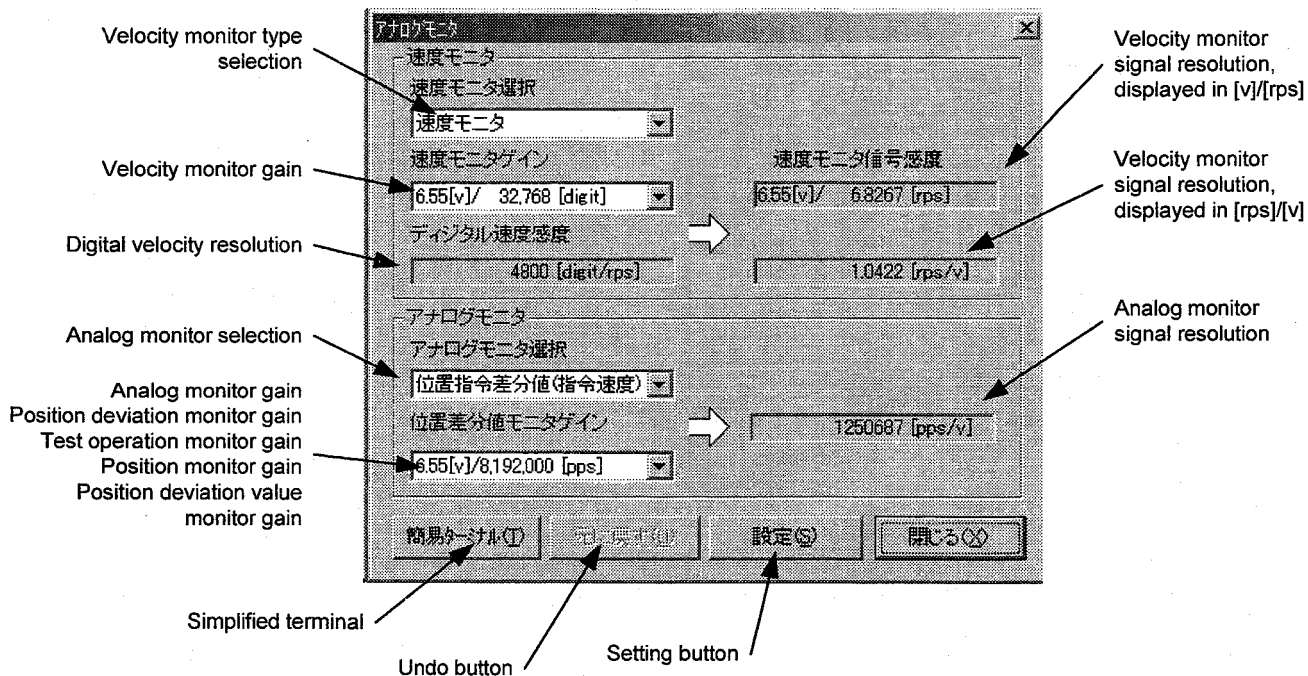 Velocity monitor type
selection
Velocity monitor gain
Digital velocity resolution
Analog monitor selection
Analog monitor gain
Position deviation monitor gain
Test operation monitor gain
Position monitor gain
Position deviation value
monitor gain
アナログモニタ
速度モニタ
速度モニタ選択
速度モニタ
速度モニタゲイン
6.55[v]/ 32,768 [digit]
ディジタル速度感度
4800 [digit/rps]
速度モニタ信号感度
6.55[v]/ 6.8267 [rps]
1.0422 [rps/v]
アナログモニタ
アナログモニタ選択
位置指令差分値(指令速度)
位置差分値モニタゲイン
6.55[v]/8,192,000 [pps]
1250687 [pps/v]
簡易ターミナル(T)
元に戻す(U)
設定(S)
閉じる(X)
Velocity monitor
signal resolution,
displayed in [v]/[rps]
Velocity monitor
signal resolution,
displayed in [rps]/[v]
Analog monitor
signal resolution
Simplified terminal
Undo button
Setting button